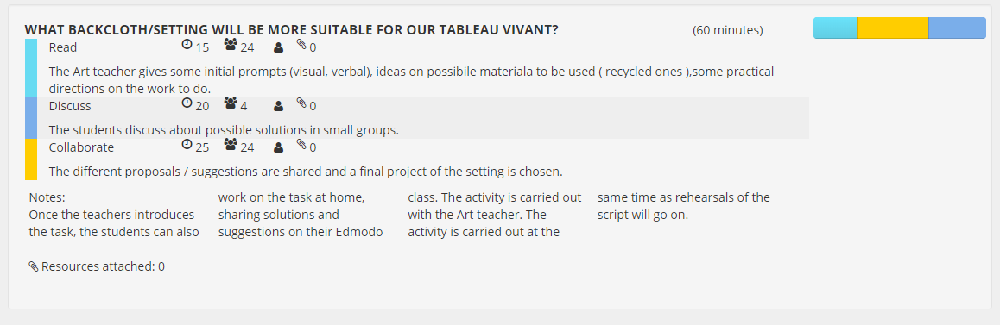 WHAT BACKCLOTH/SETTING WILL BE MORE SUITABLE FOR OUR TABLEAU VIVANT? (60 minutes)
Read 15 24 0
The Art teacher gives some initial prompts (visual, verbal), ideas on possibile materiala to be used ( recycled ones ),some practical
directions on the work to do.
Discuss 20 4 0
The students discuss about possible solutions in small groups.
Collaborate 25 24 0
The different proposals / suggestions are shared and a final project of the setting is chosen.
Notes:
Once the teachers introduces
the task, the students can also
work on the task at home,
sharing solutions and
suggestions on their Edmodo
class. The activity is carried out
with the Art teacher. The
activity is carried out at the
same time as rehearsals of the
script will go on.
Resources attached: 0